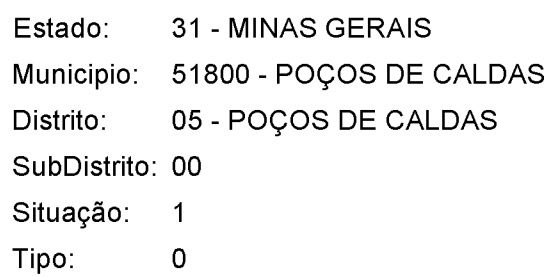 Estado: 31 - MINAS GERAIS
Municipio: 51800 - POÇOS DE CALDAS
Distrito: 05 - POÇOS DE CALDAS
SubDistrito: 00
Situação: 1
Tipo: 0